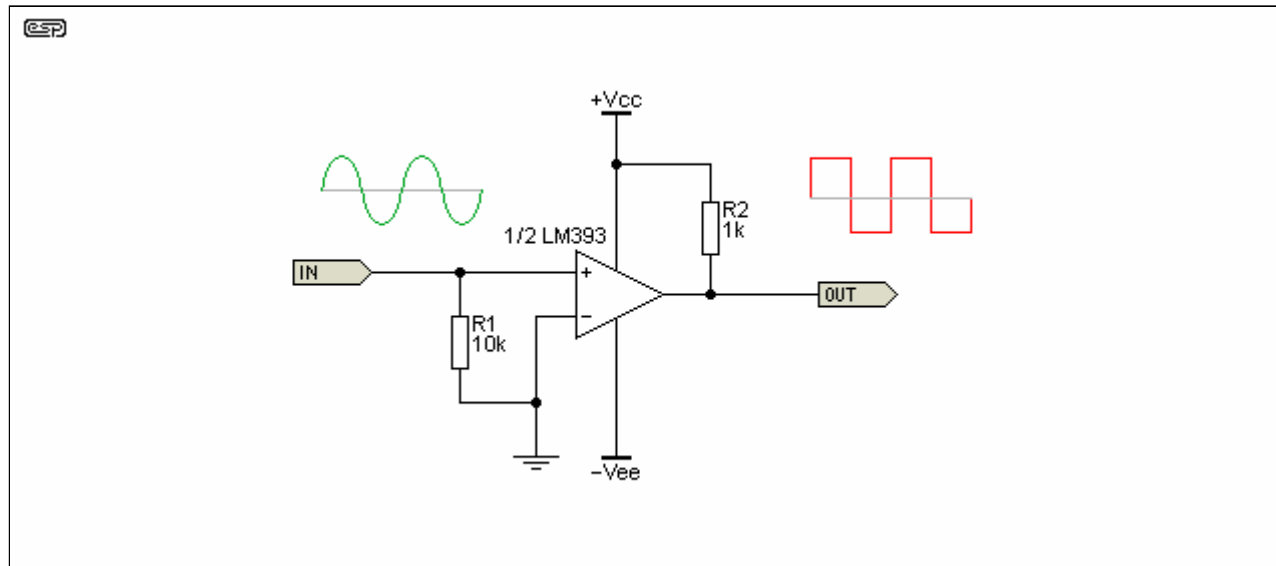 esp
+Vcc
R2
1k
1/2 LM393
IN
+
OUT
−
R1
10k
−Vee